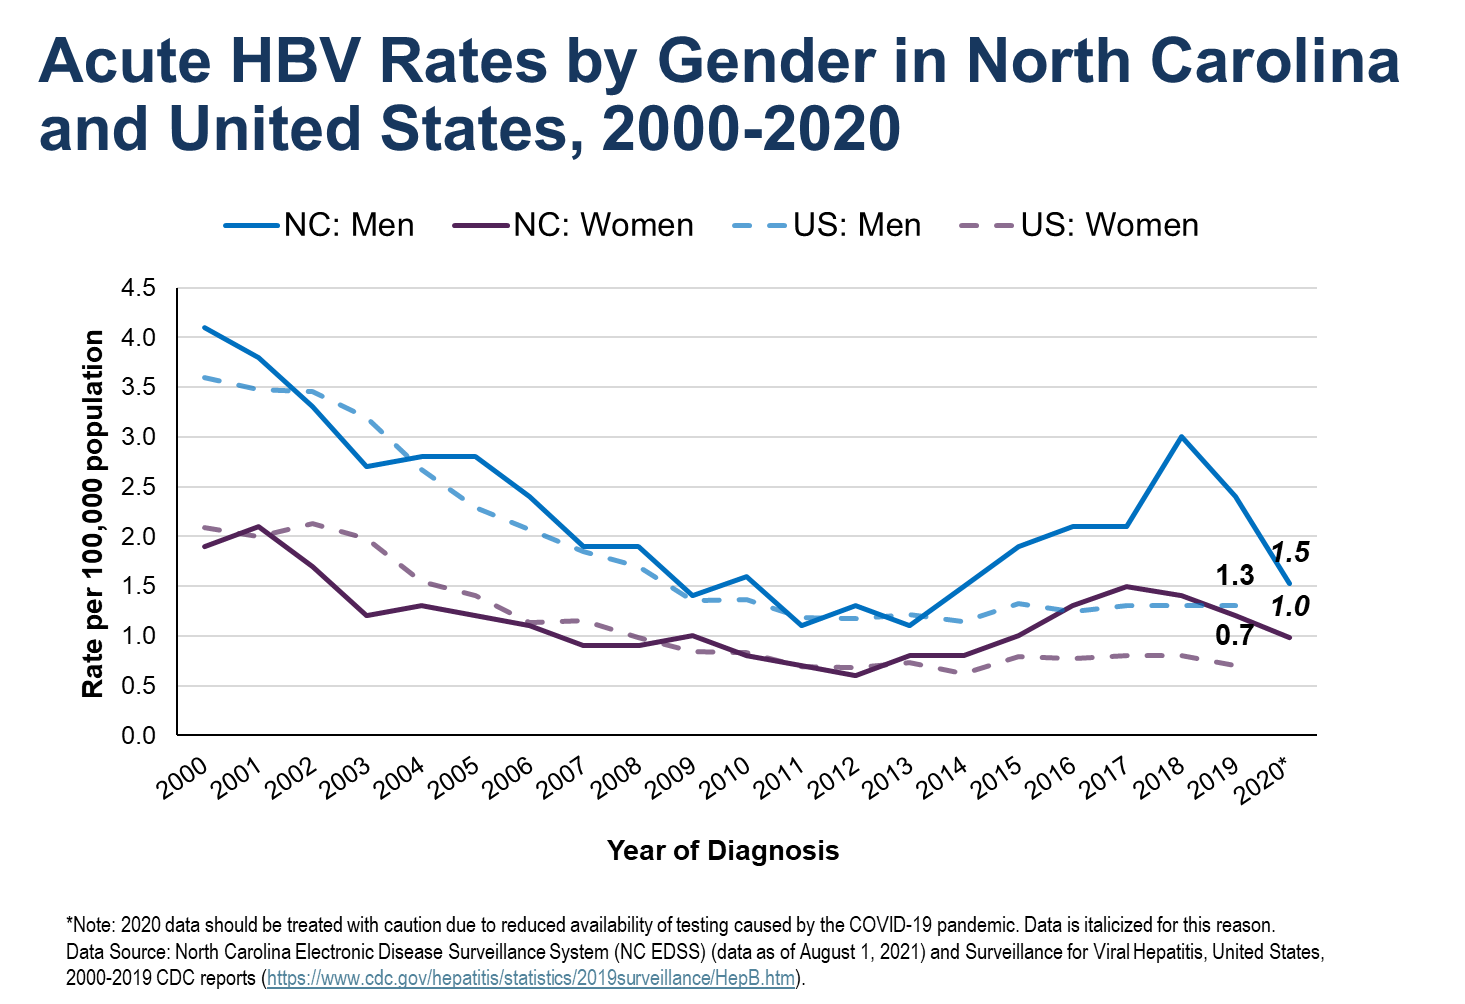 Acute HBV Rates by Gender in North Carolina
and United States, 2000-2020
NC: Men NC: Women US: Men US: Women
4.5
4.0
3.5
3.0
2.5
2.0
1.5
1.0
0.5
0.0
Rate per 100,000 population
1.5
1.3
1.0
0.7
2000 2001 2002 2003 2004 2005 2006 2007 2008 2009 2010 2011 2012 2013 2014 2015 2016 2017 2018 2019 2020*
Year of Diagnosis
*Note: 2020 data should be treated with caution due to reduced availability of testing caused by the COVID-19 pandemic. Data is italicized for this reason.
Data Source: North Carolina Electronic Disease Surveillance System (NC EDSS) (data as of August 1, 2021) and Surveillance for Viral Hepatitis, United States,
2000-2019 CDC reports (https://www.cdc.gov/hepatitis/statistics/2019surveillance/HepB.htm).